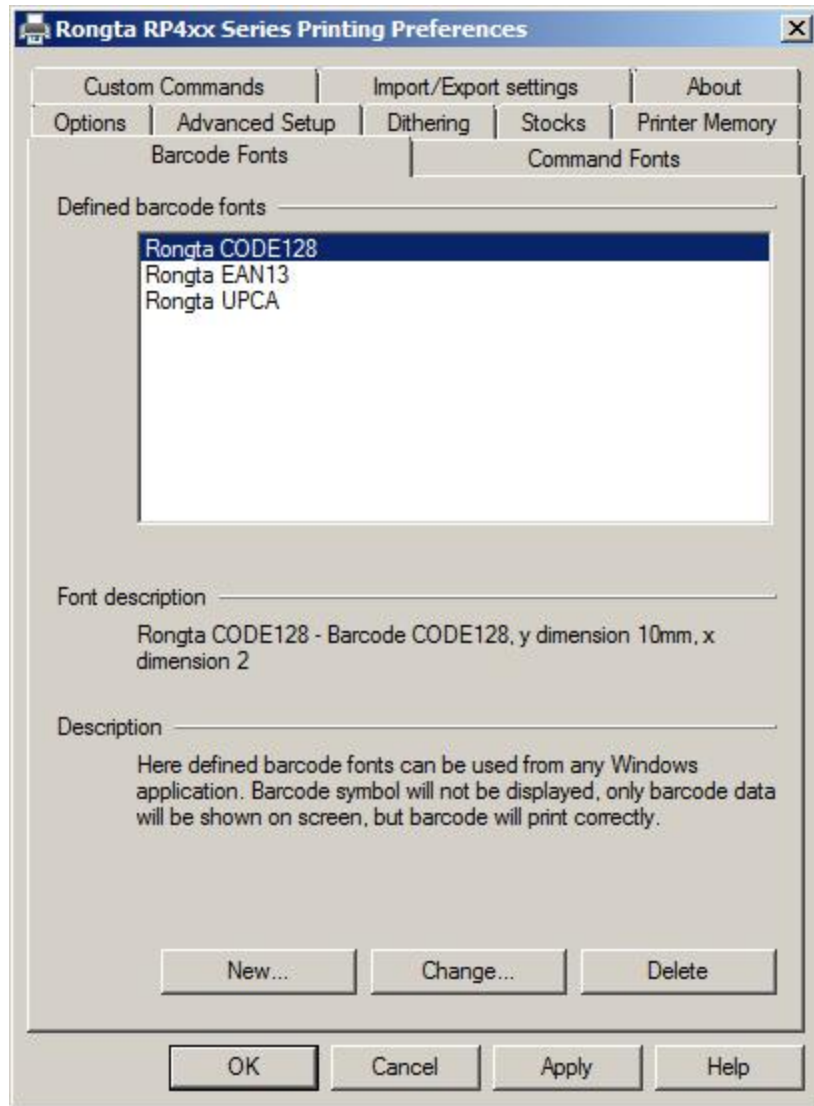 Rongta RP4xx Series Printing Preferences
Custom Commands Import/Export settings About
Options Advanced Setup Dithering Stocks Printer Memory
Barcode Fonts Command Fonts
Defined barcode fonts
Rongta CODE128
Rongta EAN13
Rongta UPCA
Font description
Rongta CODE128 - Barcode CODE128, y dimension 10mm, x
dimension 2
Description
Here defined barcode fonts can be used from any Windows
application. Barcode symbol will not be displayed, only barcode data
will be shown on screen, but barcode will print correctly.
New... Change... Delete
OK Cancel Apply Help